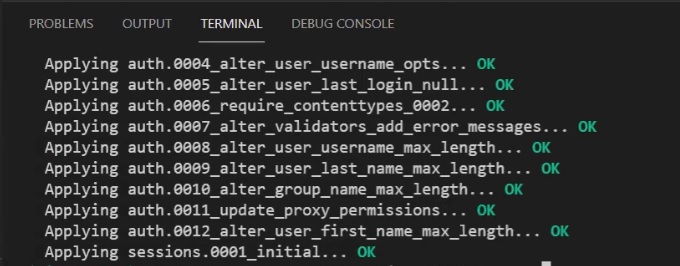 PROBLEMS OUTPUT TERMINAL DEBUG CONSOLE
Applying auth.0004_alter_user_username_opts... OK
Applying auth.0005_alter_user_last_login_null... OK
Applying auth.0006_require_contenttypes_0002... OK
Applying auth.0007_alter_validators_add_error_messages... OK
Applying auth.0008_alter_user_username_max_length... OK
Applying auth.0009_alter_user_last_name_max_length... OK
Applying auth.0010_alter_group_name_max_length... OK
Applying auth.0011_update_proxy_permissions... OK
Applying auth.0012_alter_user_first_name_max_length... OK
Applying sessions.0001_initial... OK